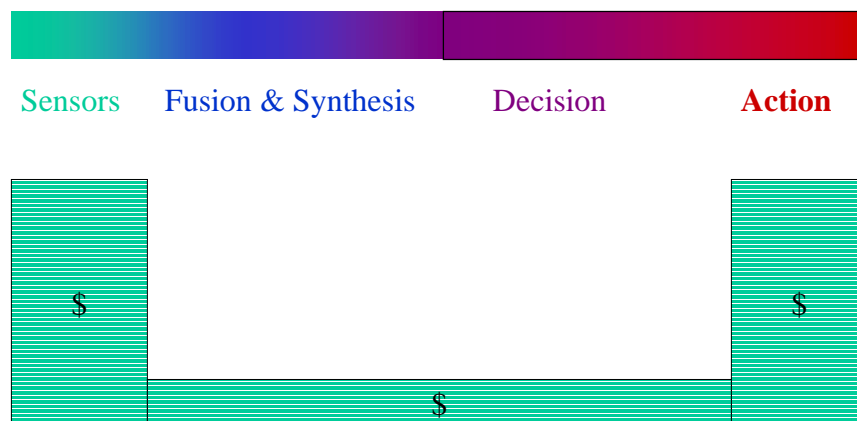 Sensors Fusion & Synthesis Decision Action
$ $
$